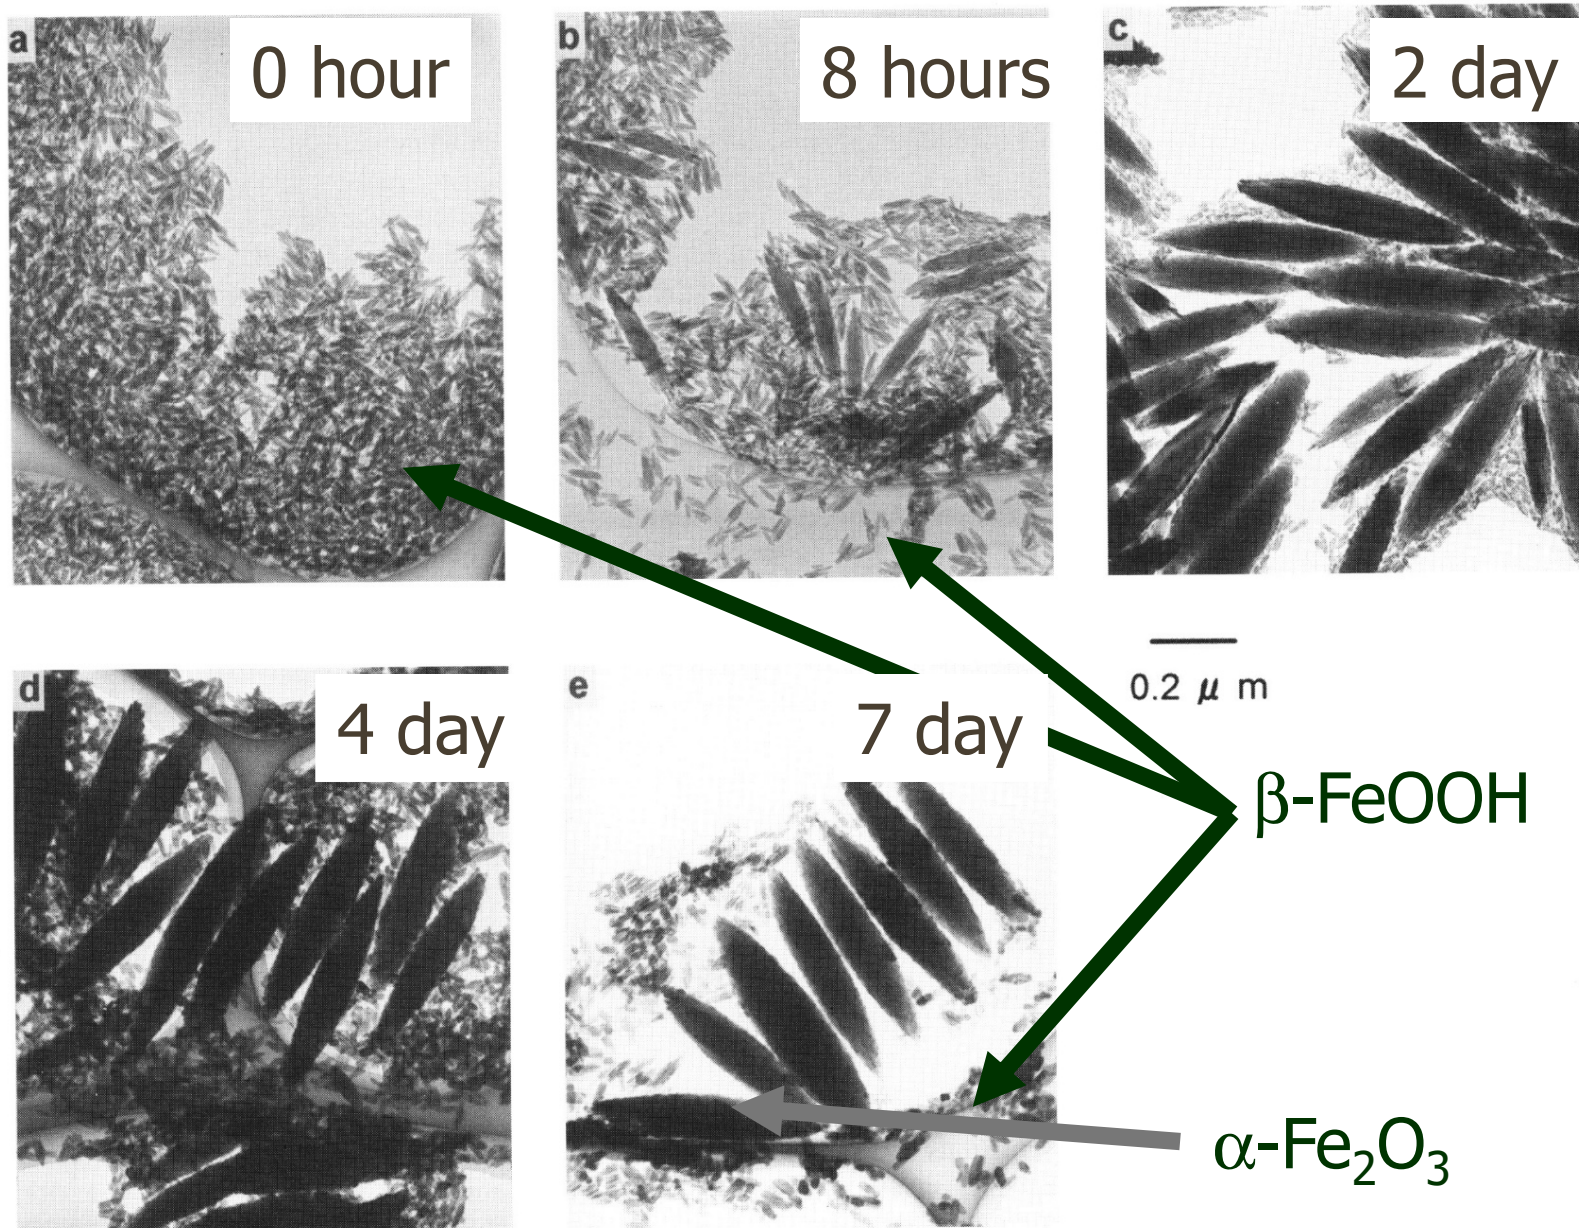 a
0 hour
b
8 hours
c
2 day
0.2 μ m
d
4 day
e
7 day
β-FeOOH
α-Fe₂O₃